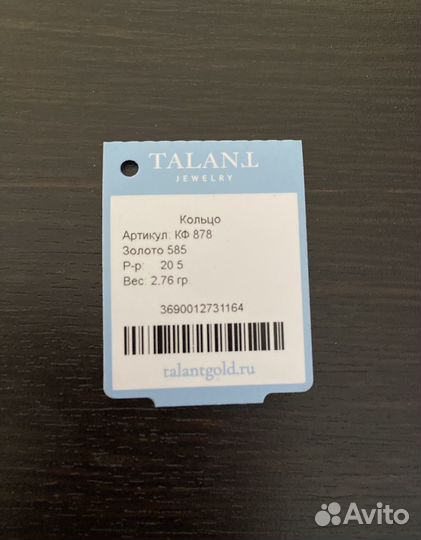 TALANT
JEWELRY
Кольцо
Артикул: КФ 878
Золото 585
Р-р: 20 5
Вес: 2.76 гр.
3690012731164
talantgold.ru
Avito